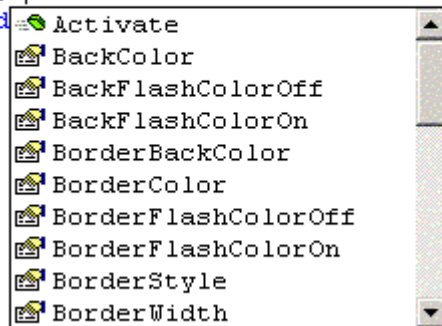 Activate
BackColor
BackFlashColorOff
BackFlashColorOn
BorderBackColor
BorderColor
BorderFlashColorOff
BorderFlashColorOn
BorderStyle
BorderWidth